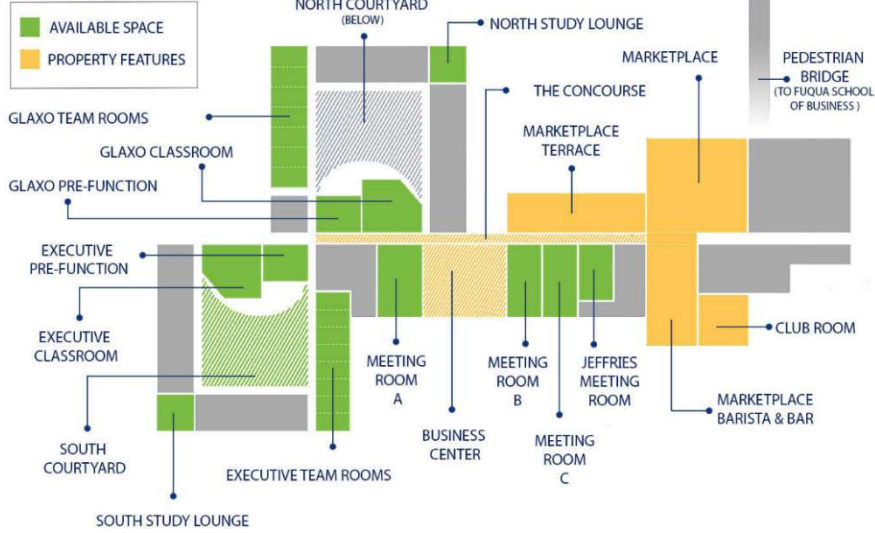 AVAILABLE SPACE
PROPERTY FEATURES
NORTH COURTYARD
(BELOW)
NORTH STUDY LOUNGE
MARKETPLACE
PEDESTRIAN
BRIDGE
(TO FUQUA SCHOOL
OF BUSINESS )
THE CONCOURSE
GLAXO TEAM ROOMS
MARKETPLACE
TERRACE
GLAXO CLASSROOM
GLAXO PRE-FUNCTION
EXECUTIVE
PRE-FUNCTION
EXECUTIVE
CLASSROOM
CLUB ROOM
MEETING
ROOM
A
MEETING
ROOM
B
JEFFRIES
MEETING
ROOM
MARKETPLACE
BARISTA & BAR
BUSINESS
CENTER
MEETING
ROOM
C
SOUTH
COURTYARD
EXECUTIVE TEAM ROOMS
SOUTH STUDY LOUNGE